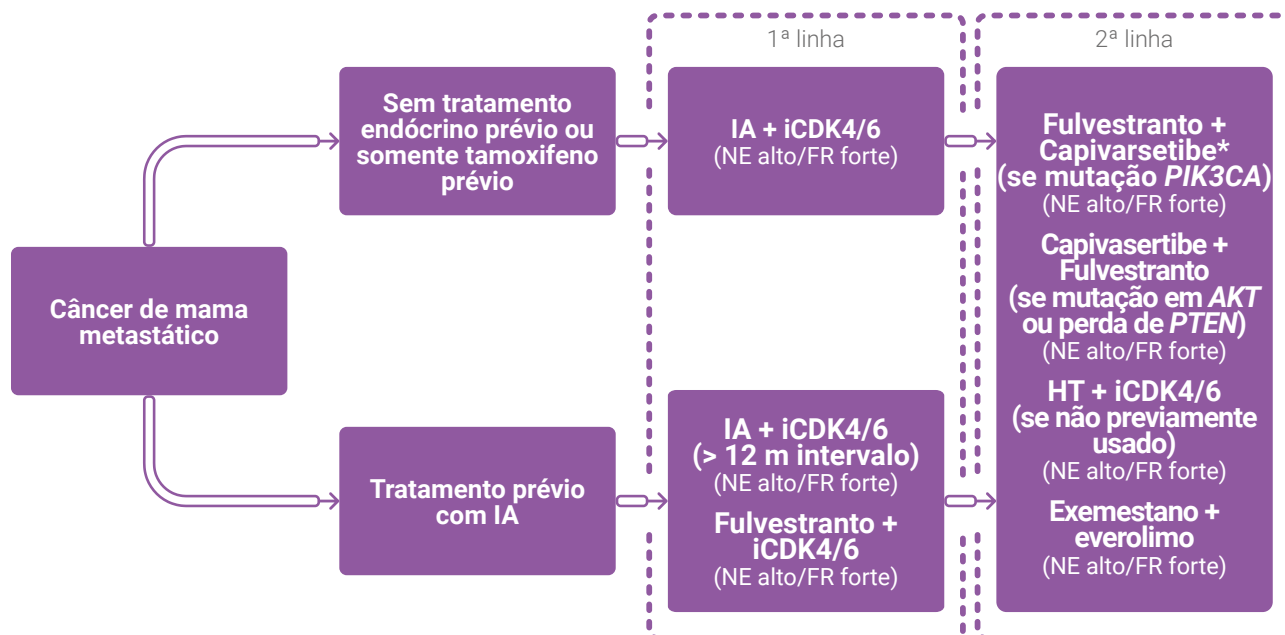 1ª linha
2ª linha
Câncer de mama
metastático
Sem tratamento
endócrino prévio ou
somente tamoxifeno
prévio
IA + iCDK4/6
(NE alto/FR forte)
Tratamento prévio
com IA
IA + iCDK4/6
(> 12 m intervalo)
(NE alto/FR forte)
Fulvestranto +
iCDK4/6
(NE alto/FR forte)
Fulvestranto +
Capivarsetibe*
(se mutação PIK3CA)
(NE alto/FR forte)
Capivasertibe +
Fulvestranto
(se mutação em AKT
ou perda de PTEN)
(NE alto/FR forte)
HT + iCDK4/6
(se não previamente
usado)
(NE alto/FR forte)
Exemestano +
everolimo
(NE alto/FR forte)